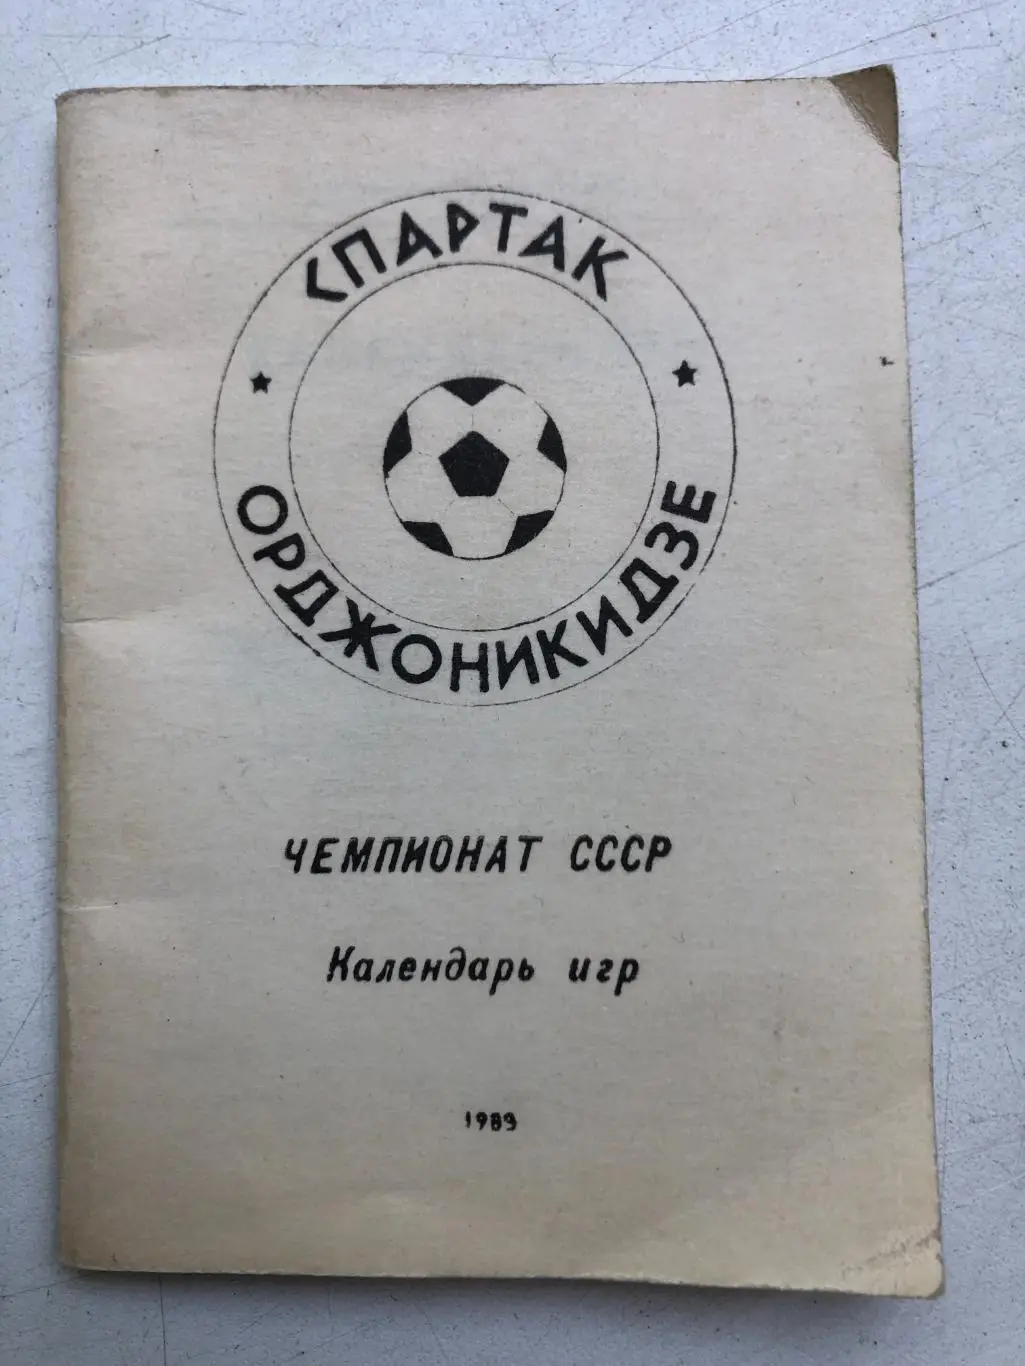 СПАРТАК
ОРДЖОНИКИДЗЕ
ЧЕМПИОНАТ СССР
Календарь игр
1989